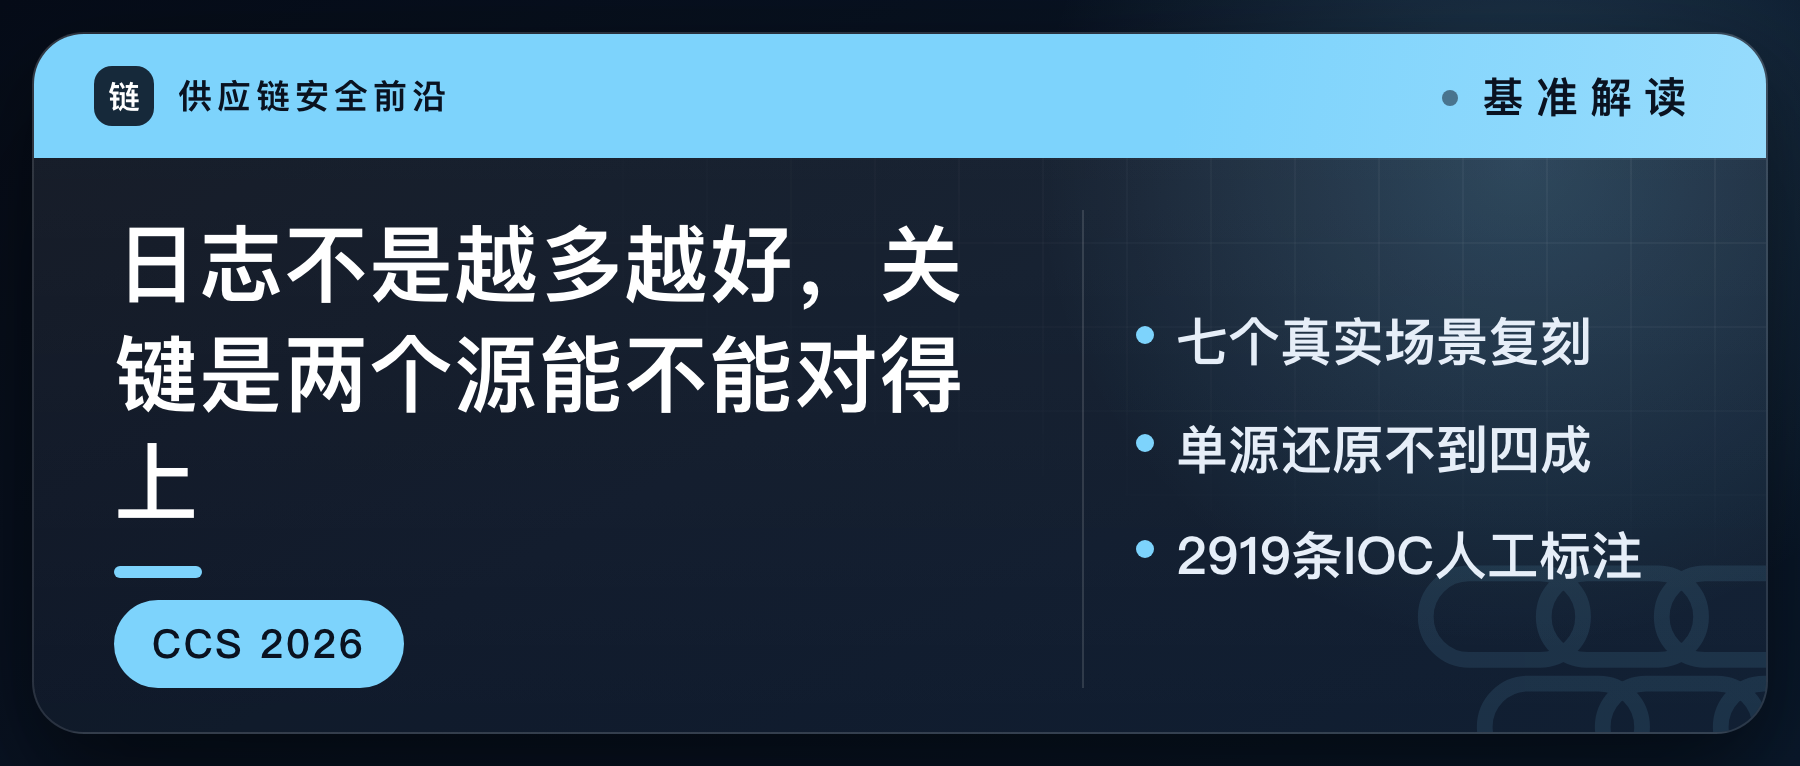 链 供应链安全前沿
基准解读
日志不是越多越好，关
键是两个源能不能对得
上
CCS 2026
七个真实场景复刻
单源还原不到四成
2919条IOC人工标注